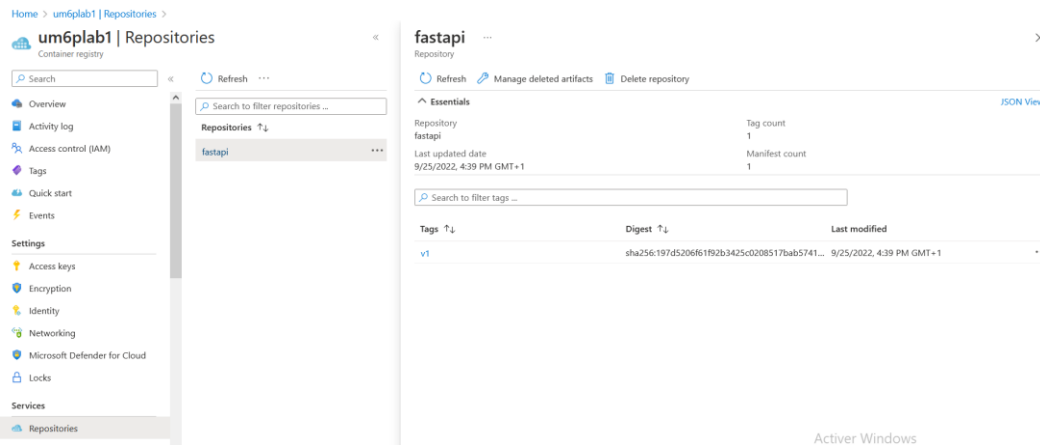 Home > um6plab1 | Repositories >
um6plab1 | Repositories
Container registry
«
Search
«
Overview
Activity log
Access control (IAM)
Tags
Quick start
Events
Settings
Access keys
Encryption
Identity
Networking
Microsoft Defender for Cloud
Locks
Services
Repositories
Refresh ...
Search to filter repositories ...
Repositories ↑↓
fastapi ...
fastapi ...
Repository
Refresh Manage deleted artifacts Delete repository
Essentials
JSON View
Repository
fastapi
Tag count
1
Last updated date
9/25/2022, 4:39 PM GMT+1
Manifest count
1
Search to filter tags ...
Tags ↑↓ Digest ↑↓ Last modified
v1 sha256:197d5206f61f92b3425c0208517bab5741... 9/25/2022, 4:39 PM GMT+1
Activer Windows